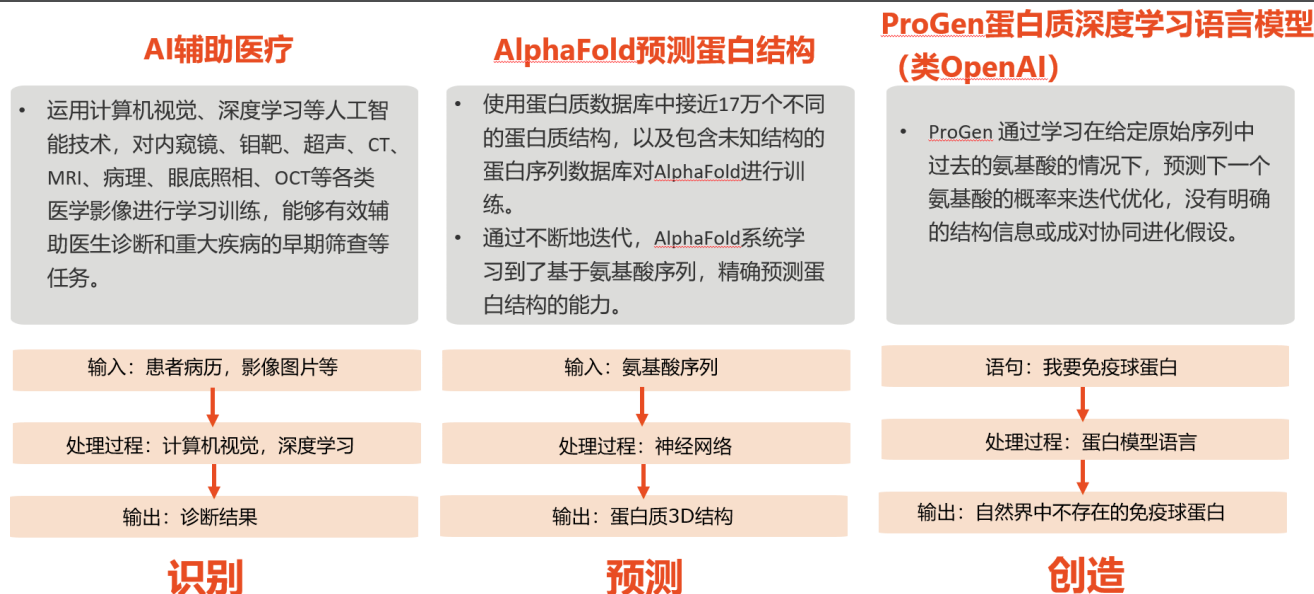 AI辅助医疗
• 运用计算机视觉、深度学习等人工智
能技术，对内窥镜、钼靶、超声、CT、
MRI、病理、眼底照相、OCT等各类
医学影像进行学习训练，能够有效辅
助医生诊断和重大疾病的早期筛查等
任务。
输入：患者病历，影像图片等
处理过程：计算机视觉，深度学习
输出：诊断结果
识别
AlphaFold预测蛋白结构
• 使用蛋白质数据库中接近17万个不同
的蛋白质结构，以及包含未知结构的
蛋白序列数据库对AlphaFold进行训
练。
• 通过不断地迭代，AlphaFold系统学
习到了基于氨基酸序列，精确预测蛋
白结构的能力。
输入：氨基酸序列
处理过程：神经网络
输出：蛋白质3D结构
预测
ProGen蛋白质深度学习语言模型
（类OpenAI）
• ProGen 通过学习在给定原始序列中
过去的氨基酸的情况下，预测下一个
氨基酸的概率来迭代优化，没有明确
的结构信息或成对协同进化假设。
语句：我要免疫球蛋白
处理过程：蛋白模型语言
输出：自然界中不存在的免疫球蛋白
创造